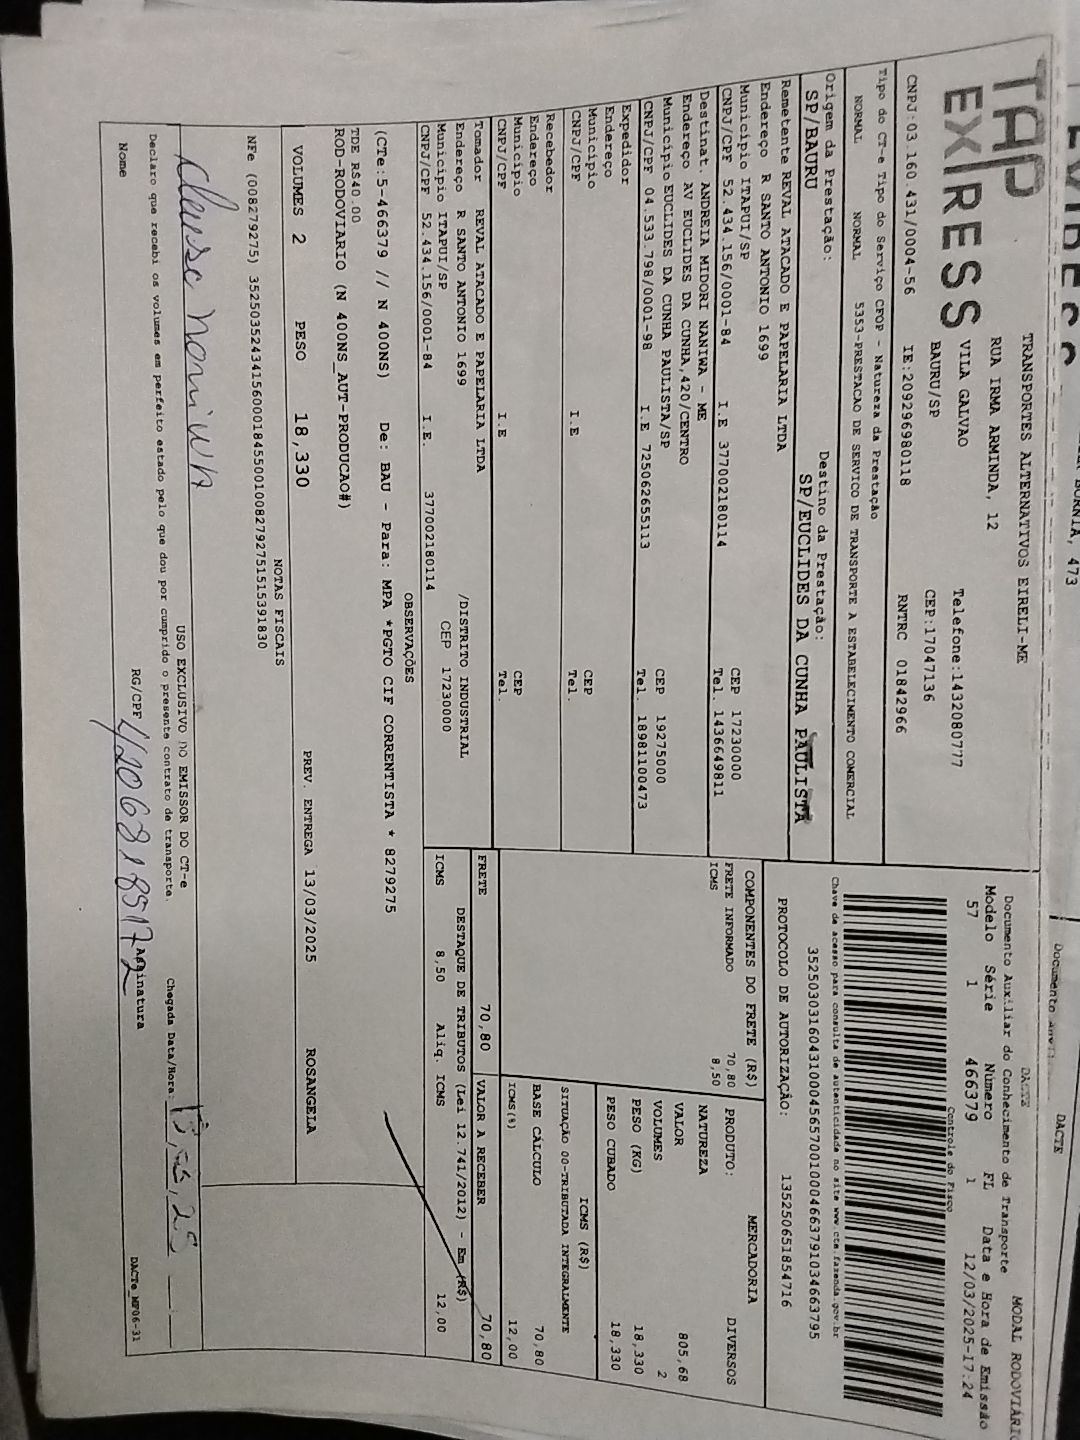 TAP
EXPRESS
TRANSPORTES ALTERNATIVOS EIRELI-ME
RUA IRMA ARMINDA, 12
VILA GALVAO
BAURU/SP
Telefone:1432080777
CEP:17047136
CNPJ:03.160.431/0004-56 IE:209296980118 RNTRC 01842966
DACTE
MODAL RODOVIÁRIO
Documento Auxiliar do Conhecimento de Transporte
Modelo Série Número FL Data e Hora de Emissão
57 1 466379 1 12/03/2025-17:24
Controle do Fisco
Tipo do CT-e Tipo do Serviço CFOP - Natureza da Prestação
NORMAL NORMAL 5353-PRESTACAO DE SERVICO DE TRANSPORTE A ESTABELECIMENTO COMERCIAL
Chave de acesso para consulta de autenticidade no site www.cte.fazenda.gov.br
35250303160431000456570010004663791034663795
Origem da Prestação: Destino da Prestação:
SP/BAURU SP/EUCLIDES DA CUNHA PAULISTA
PROTOCOLO DE AUTORIZAÇÃO: 135250651854716
Remetente REVAL ATACADO E PAPELARIA LTDA
Endereço R SANTO ANTONIO 1699
Município ITAPUI/SP CEP 17230000
CNPJ/CPF 52.434.156/0001-84 I.E 377002180114 Tel. 1436649811
Destinat. ANDREIA MIDORI NANIWA - ME
Endereço AV EUCLIDES DA CUNHA,420/CENTRO
Município EUCLIDES DA CUNHA PAULISTA/SP CEP 19275000
CNPJ/CPF 04.533.798/0001-98 I.E 725062655113 Tel. 18981100473
Expedidor
Endereço
Município CEP
CNPJ/CPF I.E Tel.
Recebedor
Endereço
Município CEP
CNPJ/CPF I.E Tel.
COMPONENTES DO FRETE (R$)
FRETE INFORMADO 70,80
ICMS 8,50
MERCADORIA
PRODUTO: DIVERSOS
NATUREZA
VALOR 805,68
VOLUMES 2
PESO (KG) 18,330
PESO CUBADO 18,330
ICMS (R$)
SITUAÇÃO 00-TRIBUTADA INTEGRALMENTE
BASE CÁLCULO 70,80
ICMS(%) 12,00
Tomador REVAL ATACADO E PAPELARIA LTDA
Endereço R SANTO ANTONIO 1699 /DISTRITO INDUSTRIAL
Município ITAPUI/SP CEP 17230000
CNPJ/CPF 52.434.156/0001-84 I.E. 377002180114
FRETE 70,80 VALOR A RECEBER 70,80
DESTAQUE DE TRIBUTOS (Lei 12.741/2012) - Em (R$)
ICMS 8,50 Aliq. ICMS 12,00
OBSERVAÇÕES
(CTe:5-466379 // N 400NS) De: BAU - Para: MPA *PGTO CIF CORRENTISTA * 8279275
TDE R$40.00
ROD-RODOVIARIO (N 400NS_AUT-PRODUCAO#)
VOLUMES 2 PESO 18,330 PREV. ENTREGA 13/03/2025 ROSANGELA
NOTAS FISCAIS
NFe (008279275) 35250352434156000184550010082792751515391830
USO EXCLUSIVO DO EMISSOR DO CT-e
Declaro que recebi os volumes em perfeito estado pelo que dou por cumprido o presente contrato de transporte. Chegada Data/Hora:
Nome RG/CPF Assinatura
DACTe_MF06-31